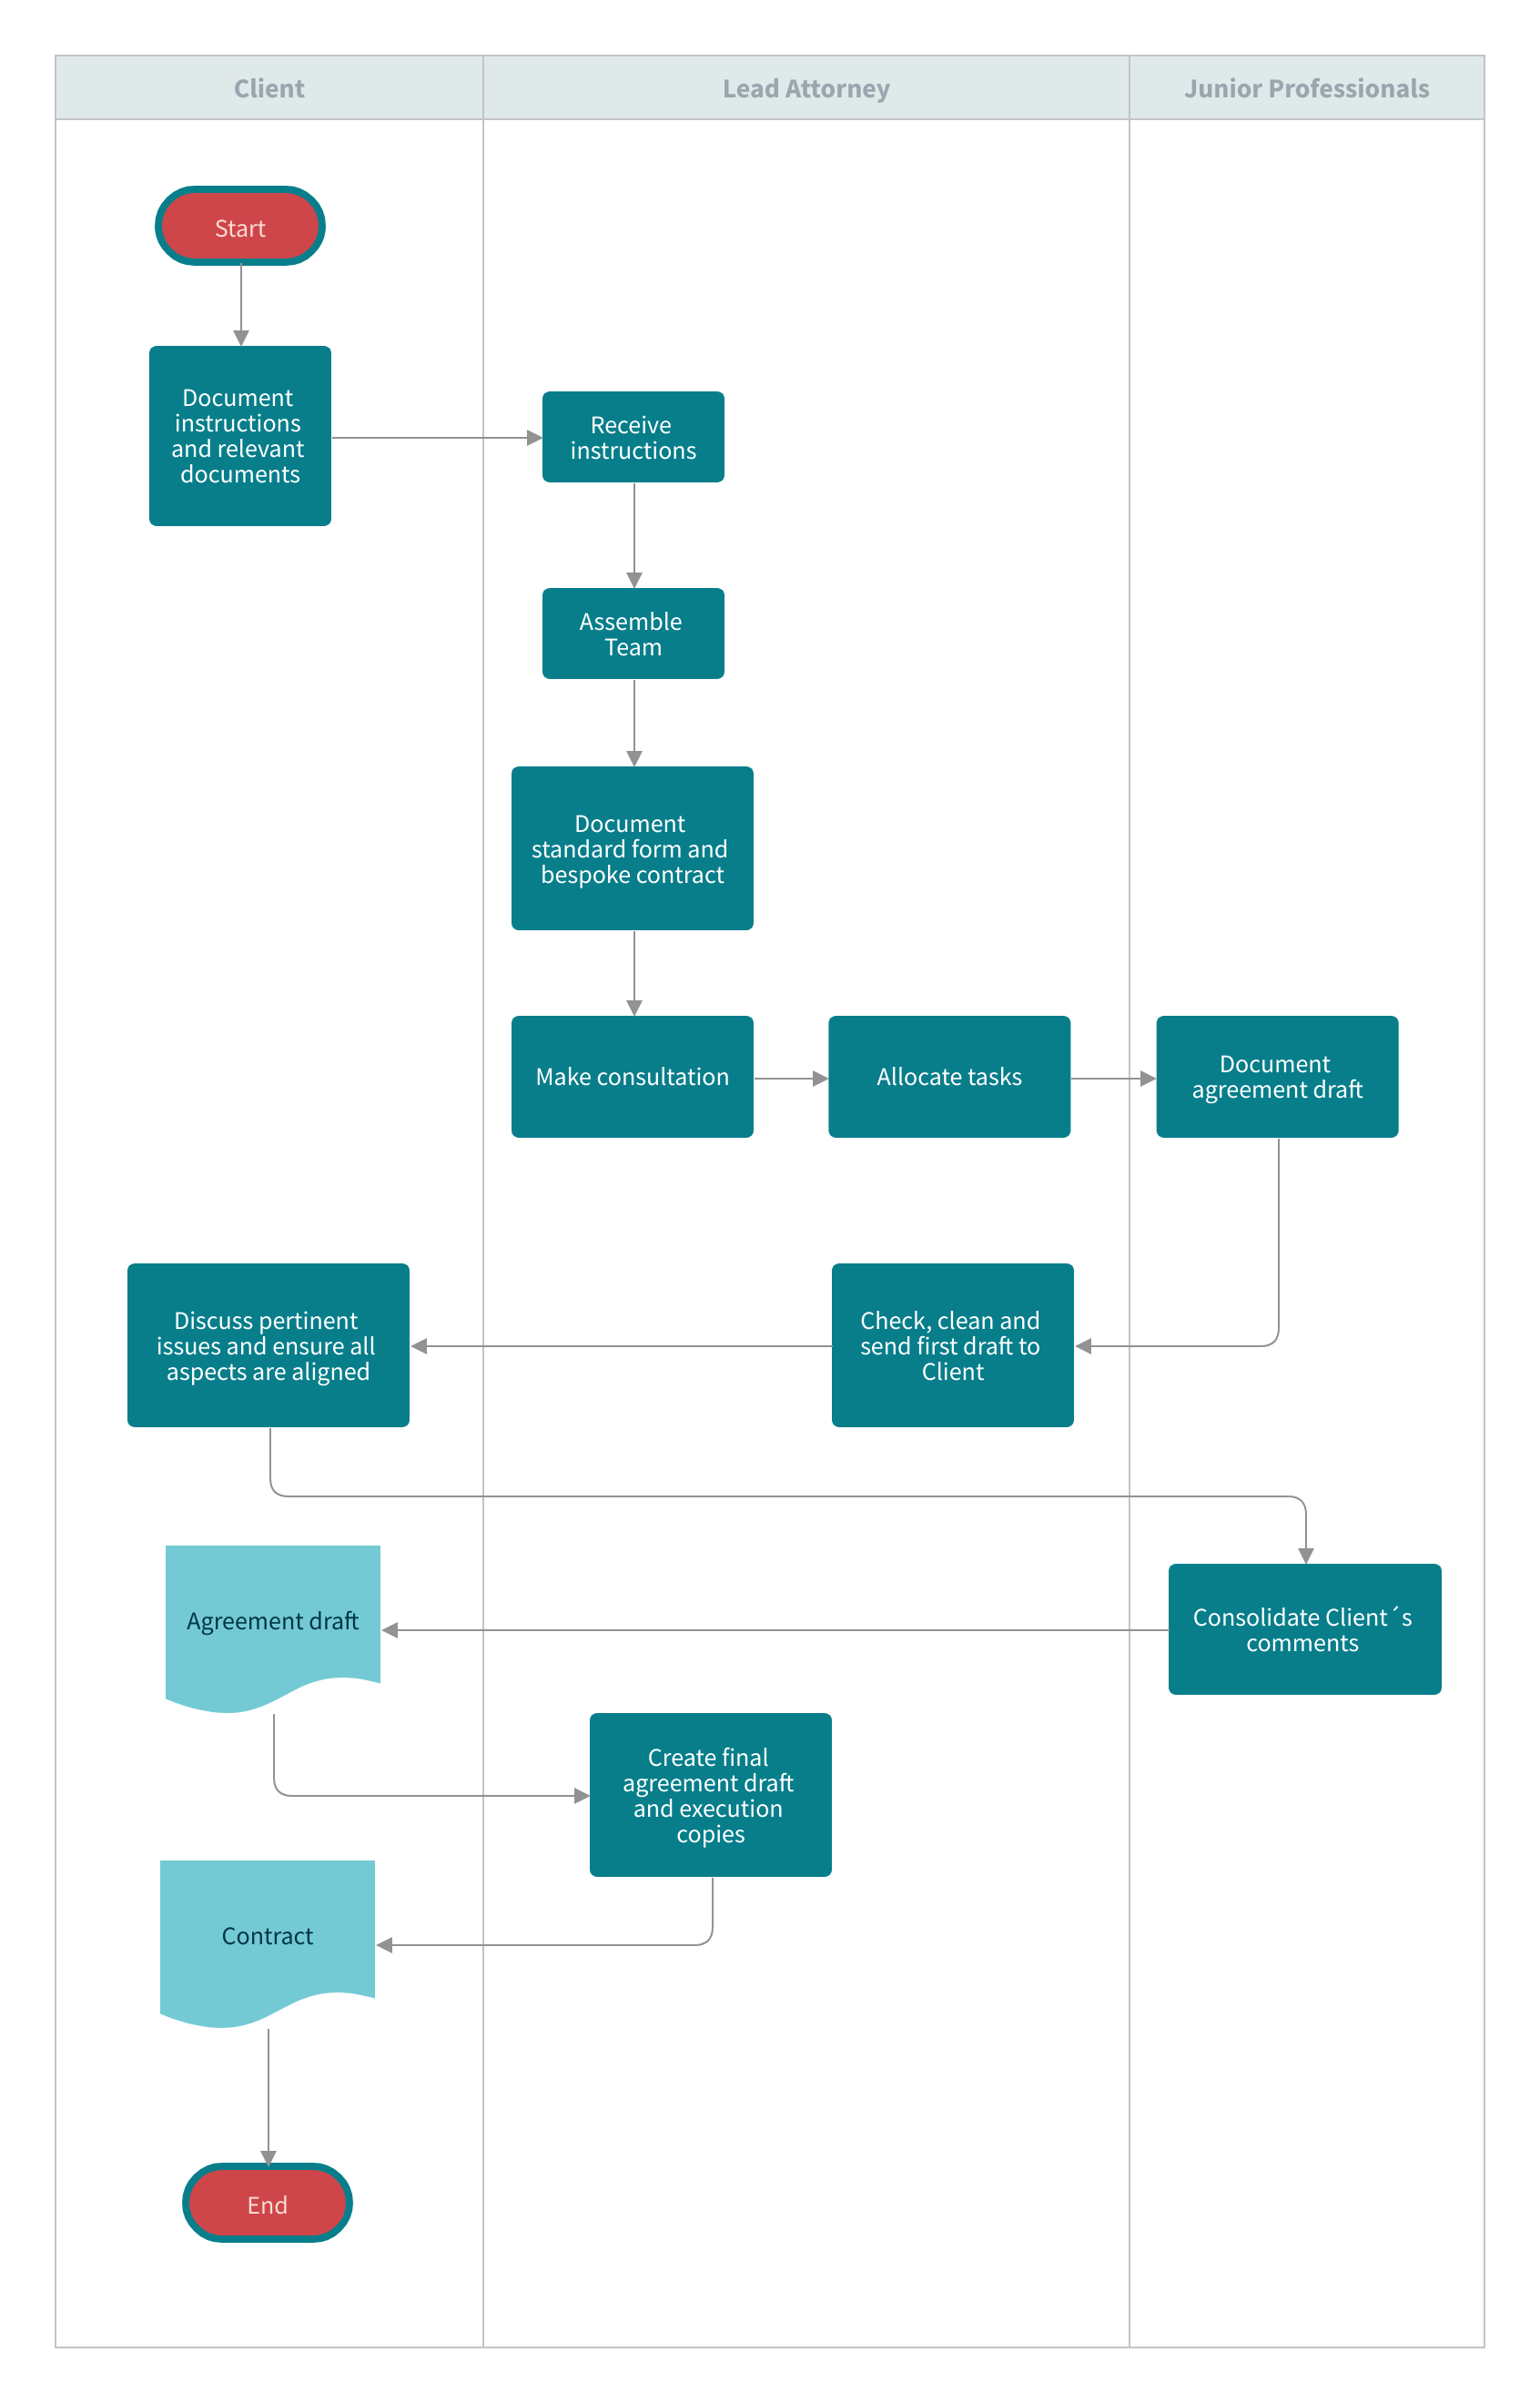 Client
Lead Attorney
Junior Professionals
Start
Document
instructions
and relevant
documents
Receive
instructions
Assemble
Team
Document
standard form and
bespoke contract
Make consultation
Allocate tasks
Document
agreement draft
Discuss pertinent
issues and ensure all
aspects are aligned
Check, clean and
send first draft to
Client
Agreement draft
Consolidate Client´s
comments
Create final
agreement draft
and execution
copies
Contract
End